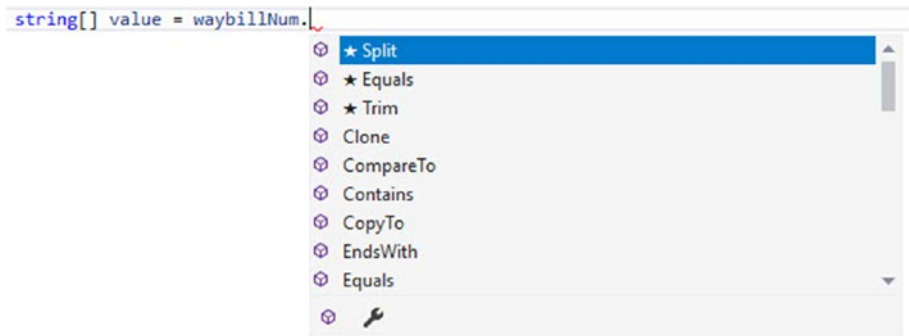 string[] value = waybillNum.
★ Split
★ Equals
★ Trim
Clone
CompareTo
Contains
CopyTo
EndsWith
Equals